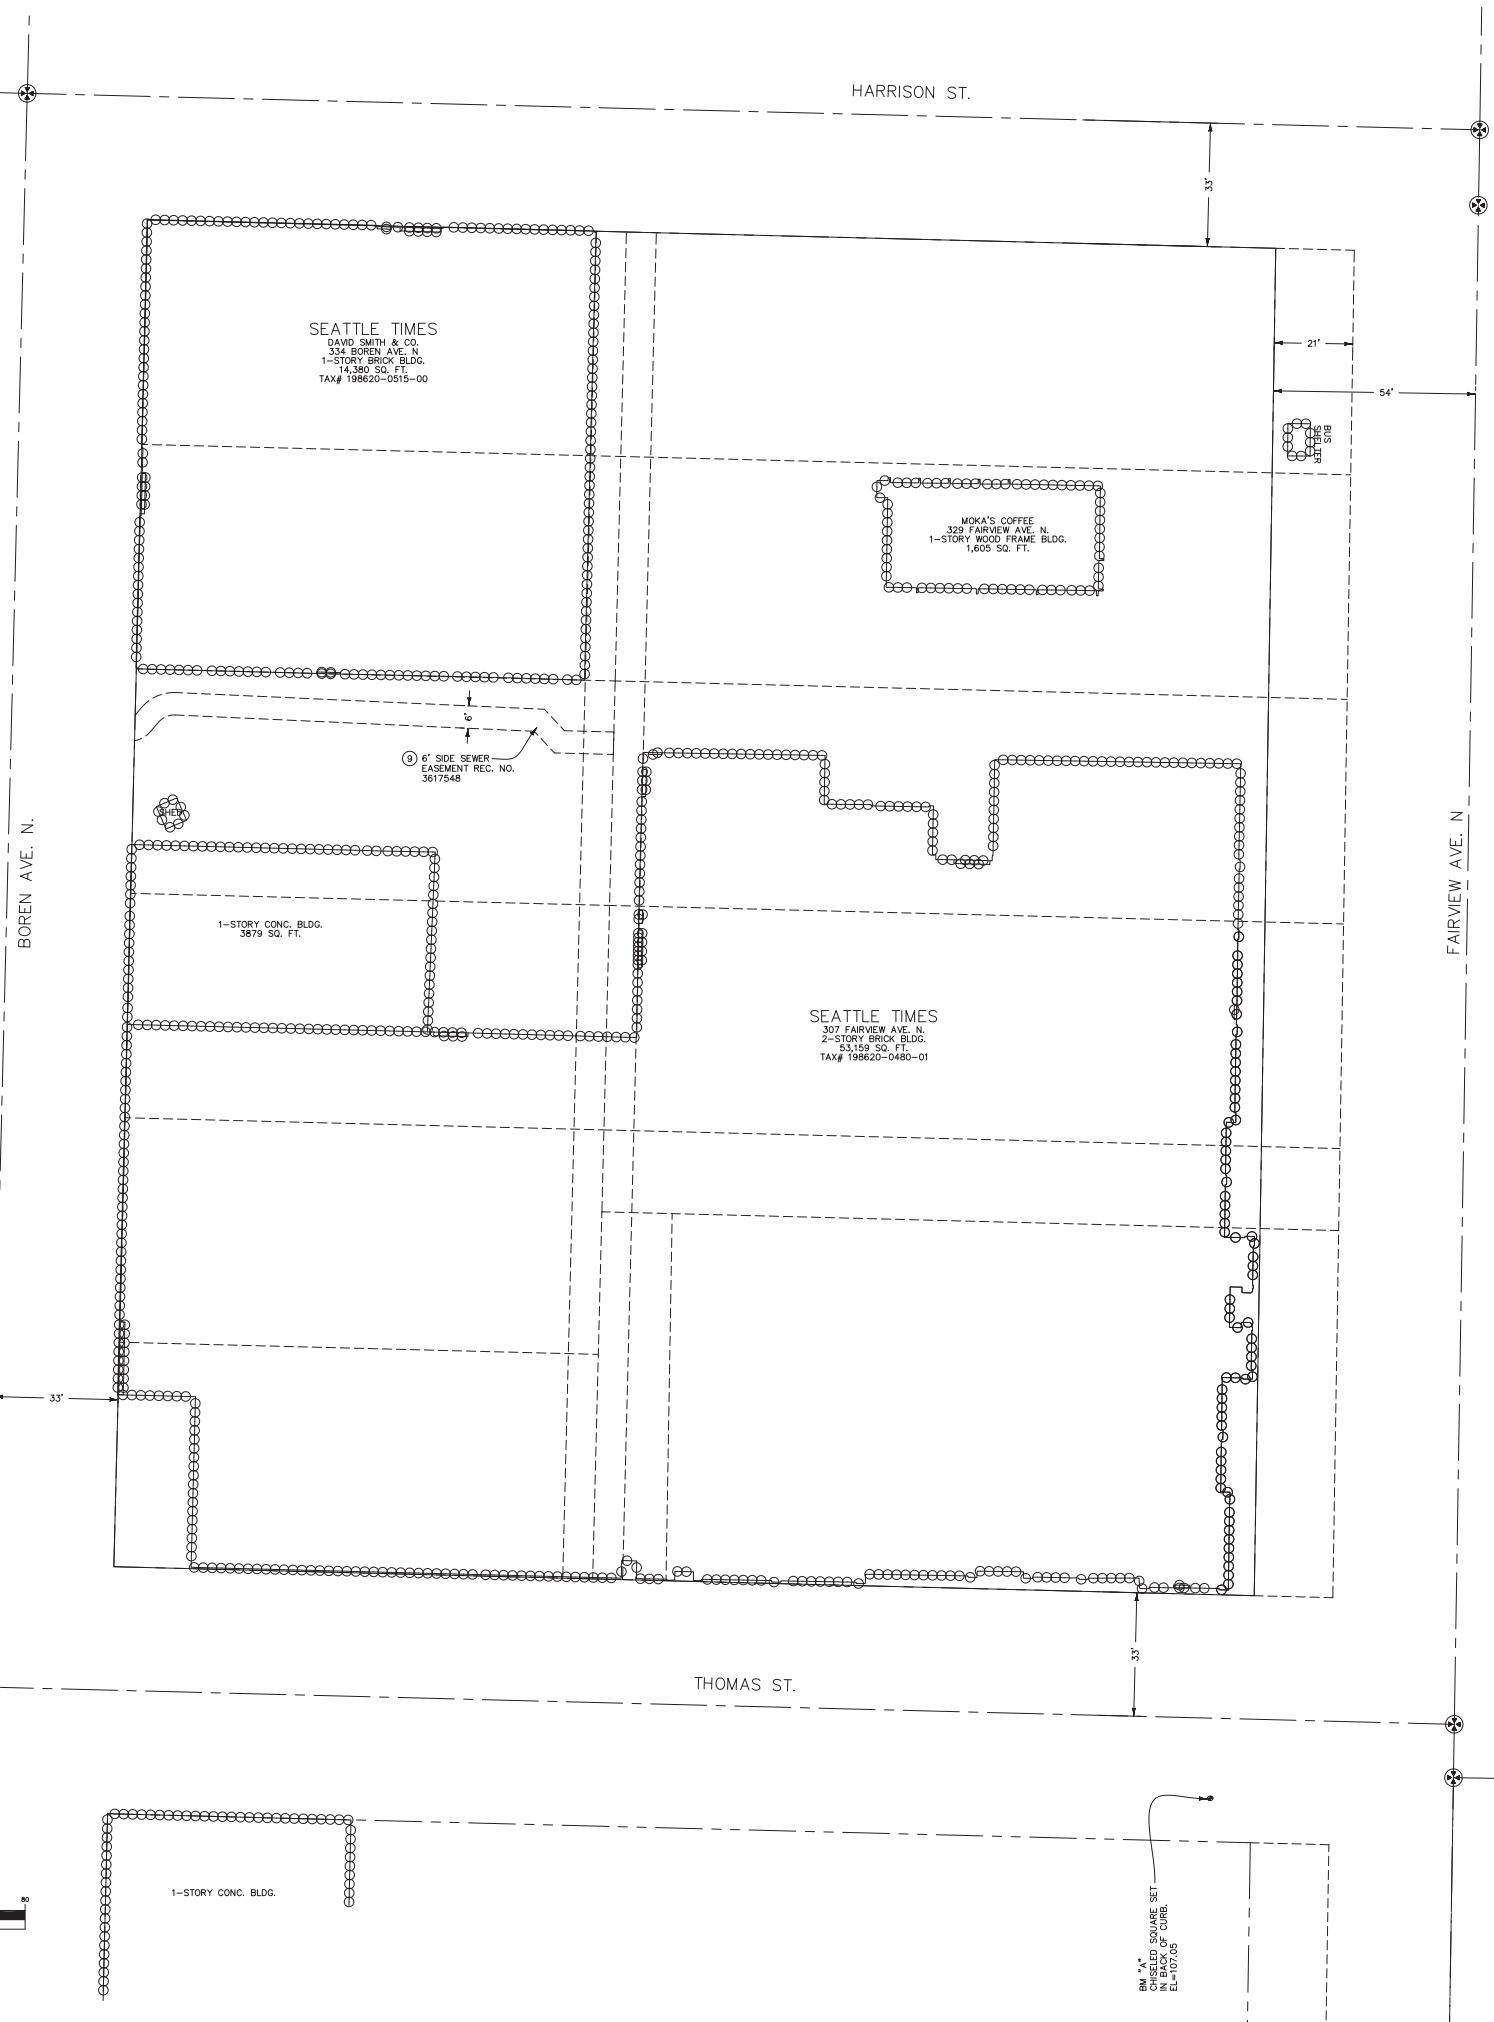 HARRISON ST.
33'
SEATTLE TIMES
DAVID SMITH & CO.
334 BOREN AVE. N
1-STORY BRICK BLDG.
14,380 SQ. FT.
TAX# 198620-0515-00
21'
54'
BUS
SHELTER
MOKA'S COFFEE
329 FAIRVIEW AVE. N.
1-STORY WOOD FRAME BLDG.
1,605 SQ. FT.
6'
9 6' SIDE SEWER
EASEMENT REC. NO.
3617548
SHED
BOREN AVE. N.
FAIRVIEW AVE. N
1-STORY CONC. BLDG.
3879 SQ. FT.
SEATTLE TIMES
307 FAIRVIEW AVE. N.
2-STORY BRICK BLDG.
53,159 SQ. FT.
TAX# 198620-0480-01
33'
33'
THOMAS ST.
1-STORY CONC. BLDG.
80
BM "A"
CHISELED SQUARE SET
IN BACK OF CURB.
EL=107.05